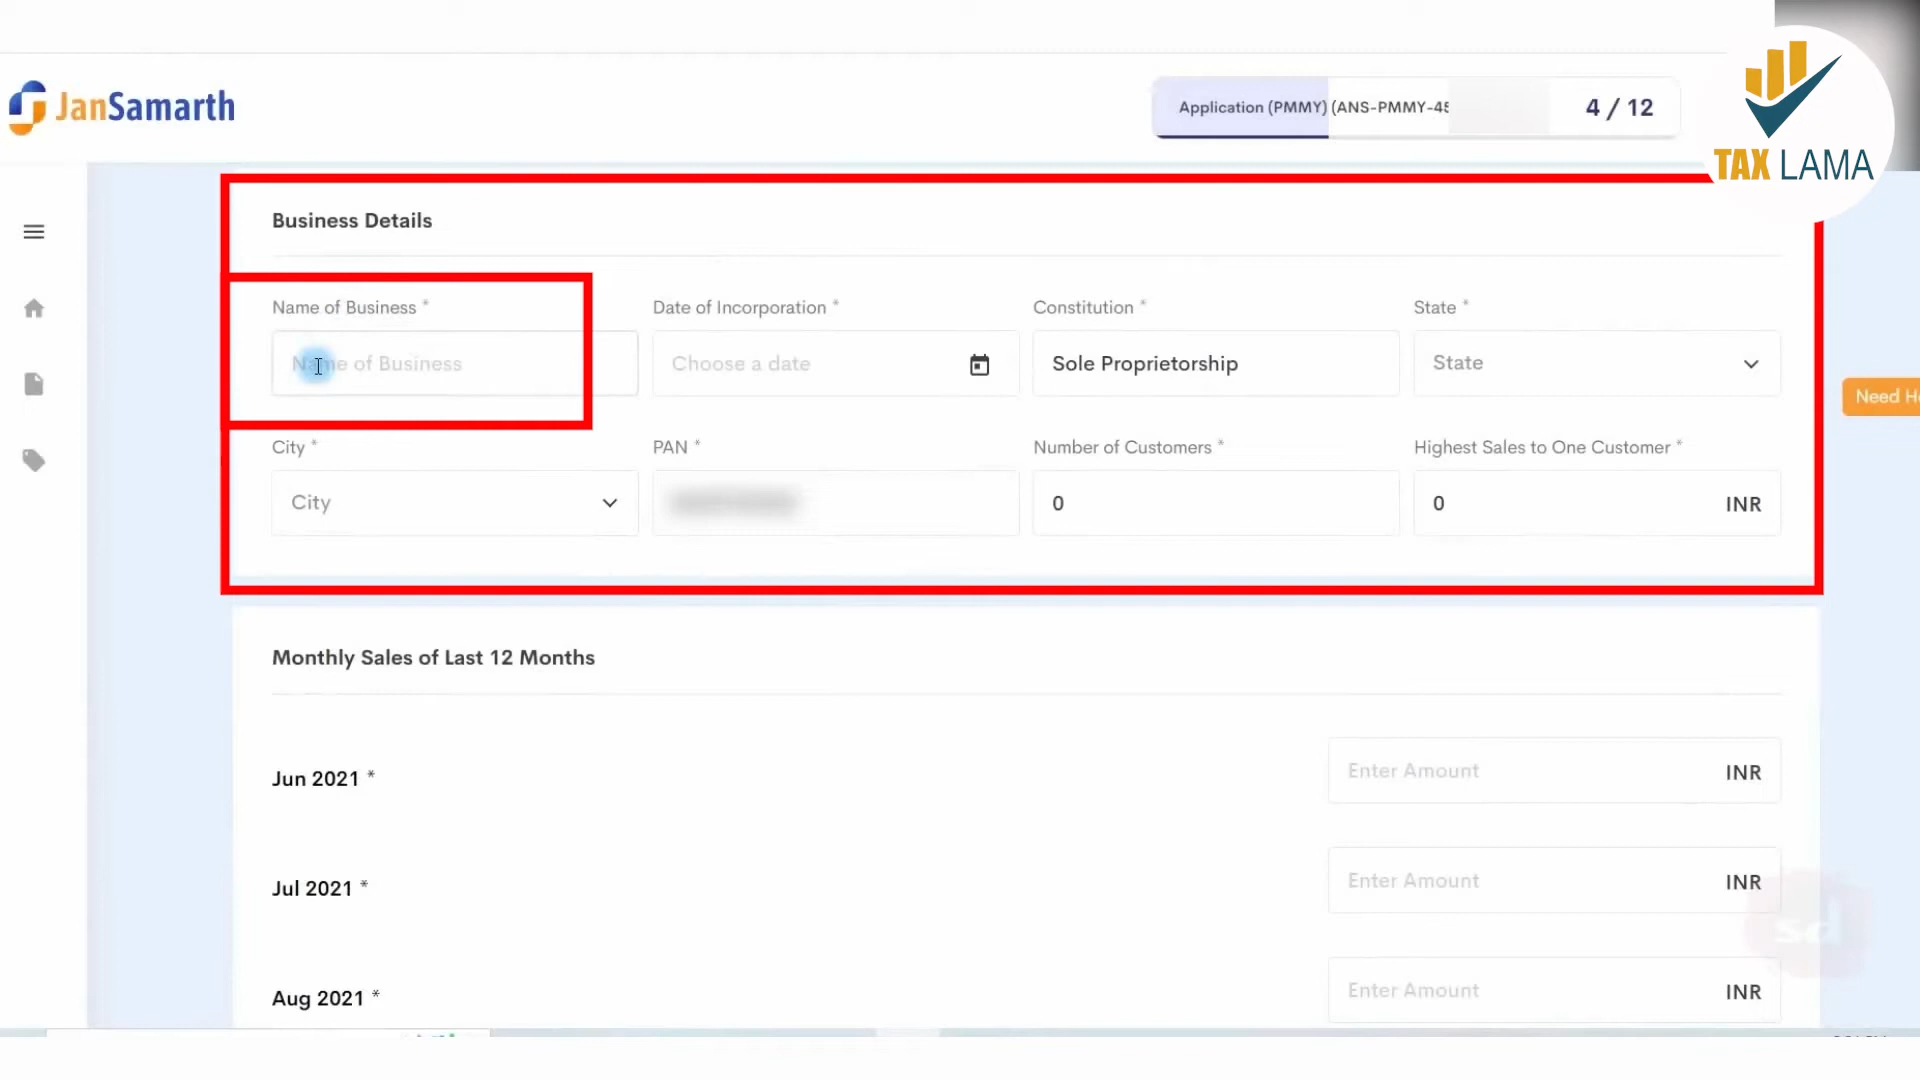 JanSamarth
Application (PMMY) (ANS-PMMY-45
4 / 12
TAX LAMA
Business Details
Name of Business *
Date of Incorporation *
Constitution *
State *
Name of Business
Choose a date
Sole Proprietorship
State
Need
City *
PAN *
Number of Customers *
Highest Sales to One Customer *
City
0
0 INR
Monthly Sales of Last 12 Months
Jun 2021 *
Enter Amount INR
Jul 2021 *
Enter Amount INR
sd
Aug 2021 *
Enter Amount INR